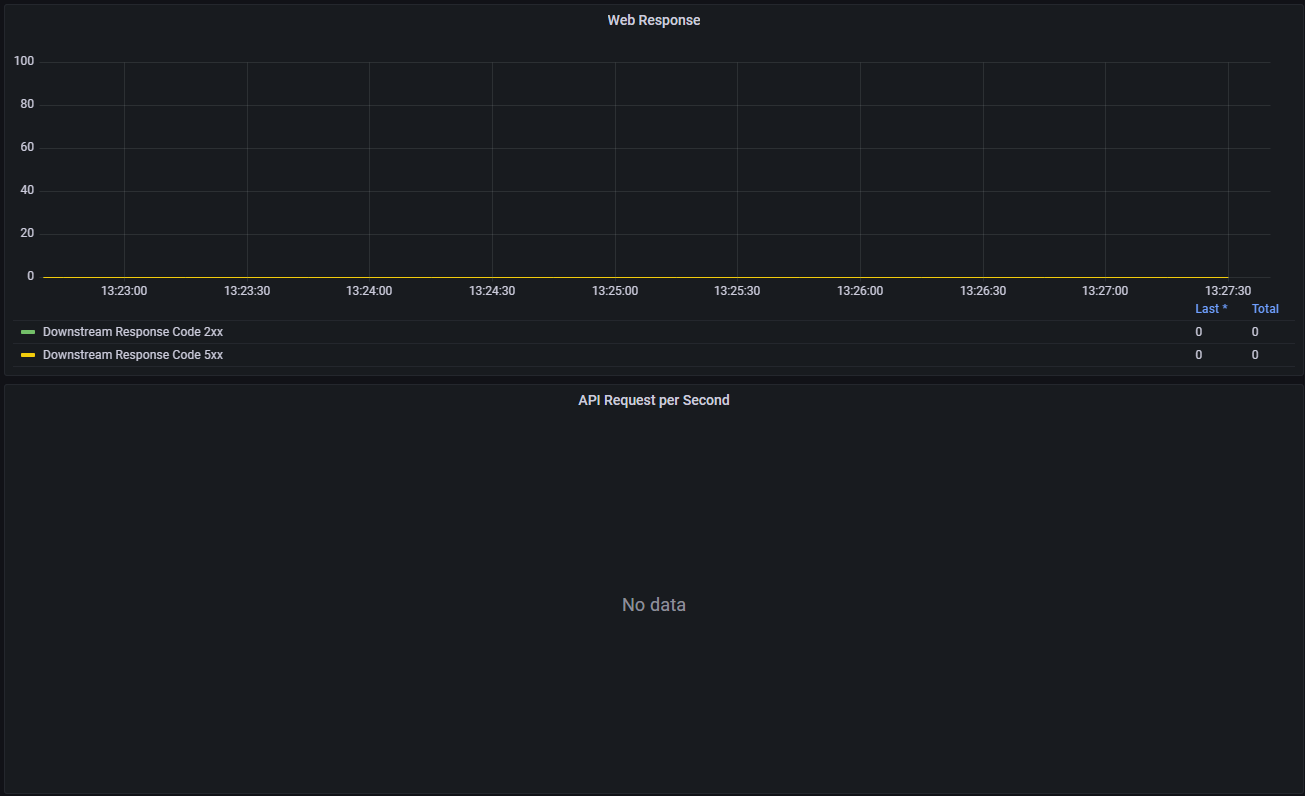 Web Response
100
80
60
40
20
0
13:23:00 13:23:30 13:24:00 13:24:30 13:25:00 13:25:30 13:26:00 13:26:30 13:27:00 13:27:30
Last * Total
Downstream Response Code 2xx 0 0
Downstream Response Code 5xx 0 0
API Request per Second
No data